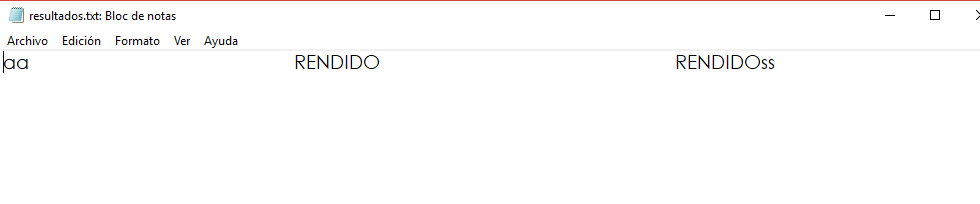 resultados.txt: Bloc de notas
Archivo Edición Formato Ver Ayuda
aa RENDIDO RENDIDOss